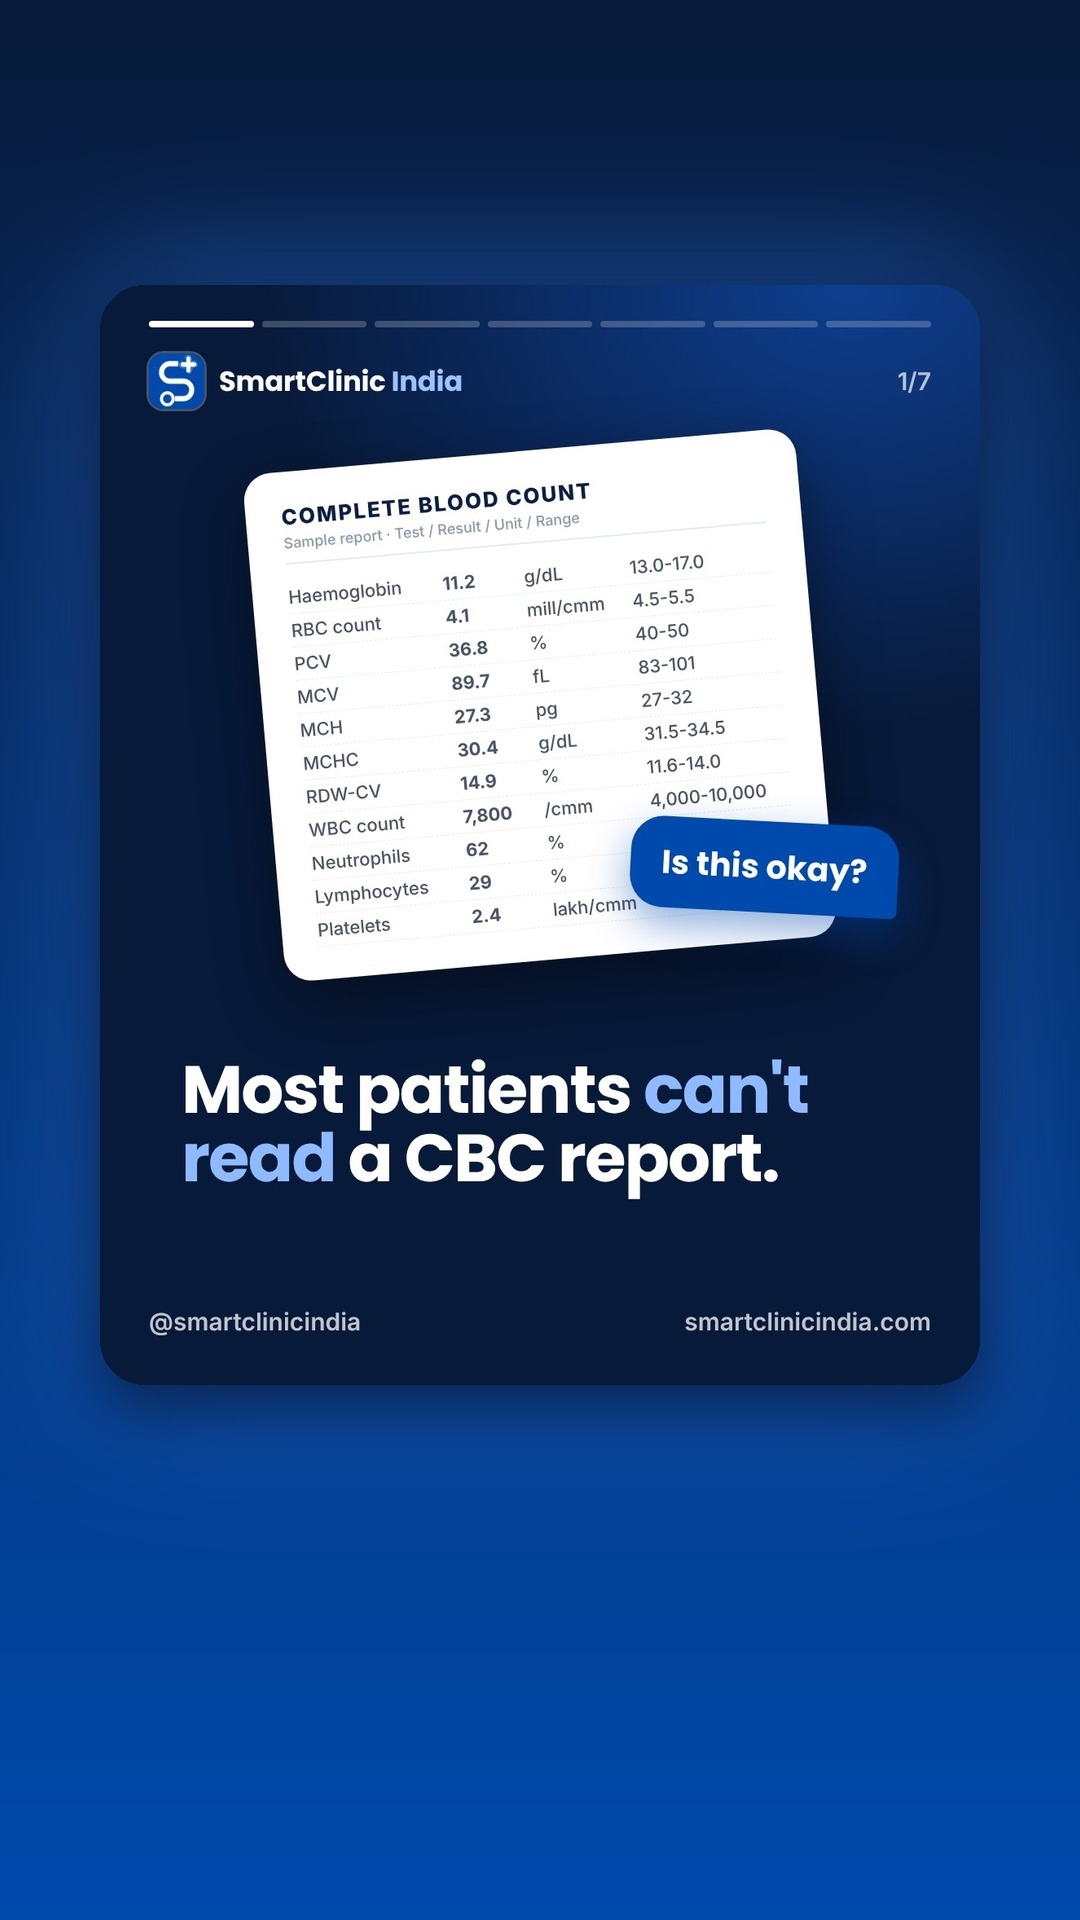 SmartClinic India
1/7
COMPLETE BLOOD COUNT
Sample report · Test / Result / Unit / Range
Haemoglobin 11.2 g/dL 13.0-17.0
RBC count 4.1 mill/cmm 4.5-5.5
PCV 36.8 % 40-50
MCV 89.7 fL 83-101
MCH 27.3 pg 27-32
MCHC 30.4 g/dL 31.5-34.5
RDW-CV 14.9 % 11.6-14.0
WBC count 7,800 /cmm 4,000-10,000
Neutrophils 62 %
Lymphocytes 29 %
Platelets 2.4 lakh/cmm
Is this okay?
Most patients can't
read a CBC report.
@smartclinicindia
smartclinicindia.com